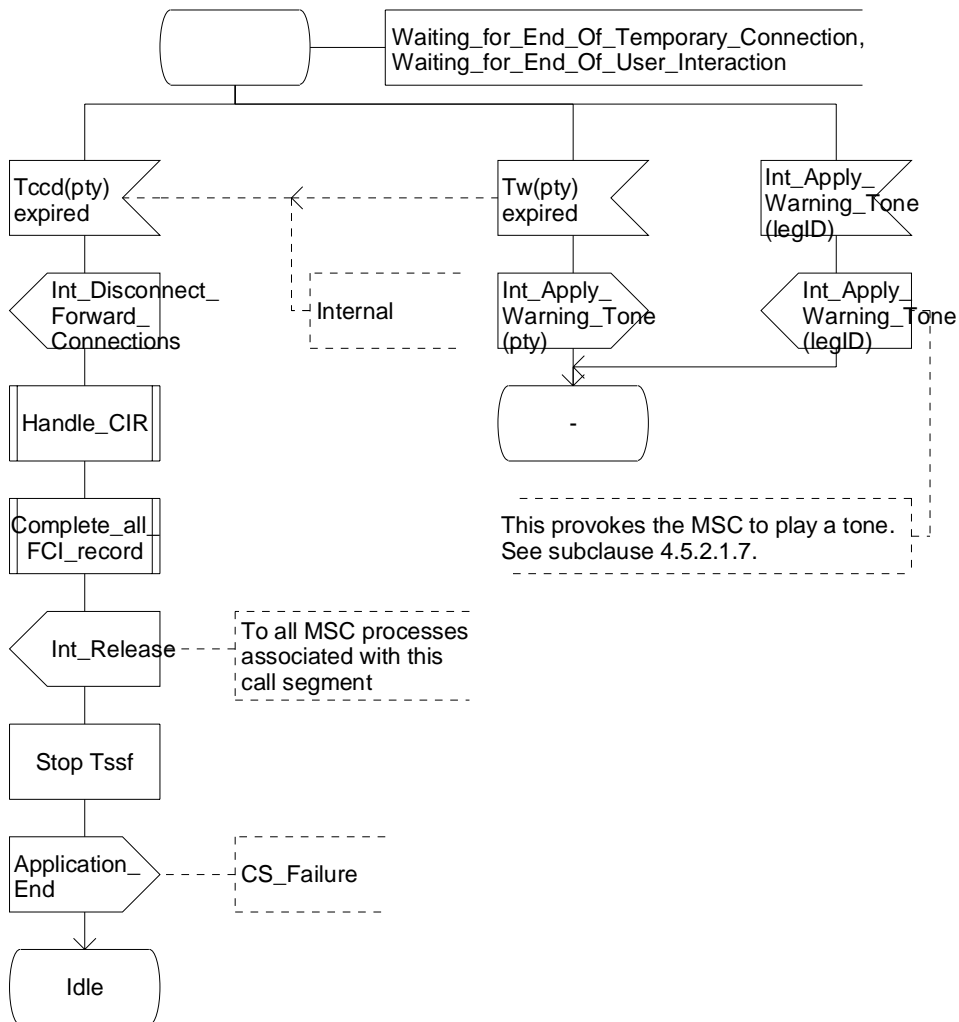 Waiting_for_End_Of_Temporary_Connection,
Waiting_for_End_Of_User_Interaction
Tccd(pty)
expired
Tw(pty)
expired
Int_Apply_
Warning_Tone
(legID)
Int_Disconnect_
Forward_
Connections
Internal
Int_Apply_
Warning_Tone
(pty)
Int_Apply_
Warning_Tone
(legID)
Handle_CIR
-
Complete_all_
FCI_record
This provokes the MSC to play a tone.
See subclause 4.5.2.1.7.
Int_Release
To all MSC processes
associated with this
call segment
Stop Tssf
Application_
End
CS_Failure
Idle